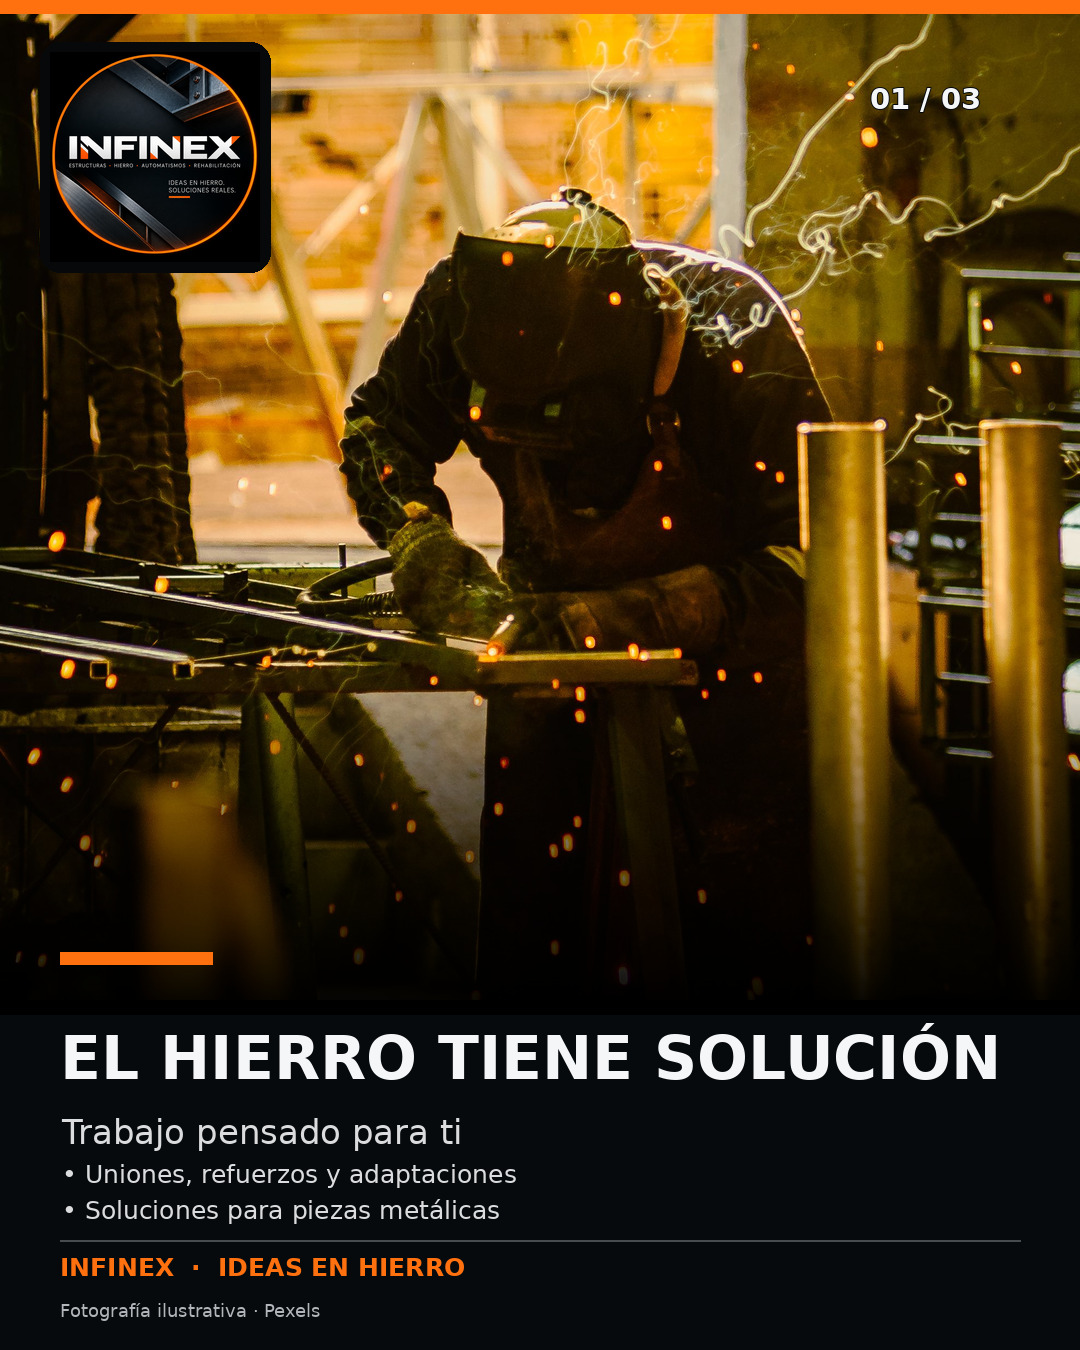 INFINEX
ESTRUCTURAS · HIERRO · AUTOMATISMOS · REHABILITACIÓN
IDEAS EN HIERRO.
SOLUCIONES REALES.
01 / 03
EL HIERRO TIENE SOLUCIÓN
Trabajo pensado para ti
• Uniones, refuerzos y adaptaciones
• Soluciones para piezas metálicas
INFINEX · IDEAS EN HIERRO
Fotografía ilustrativa · Pexels